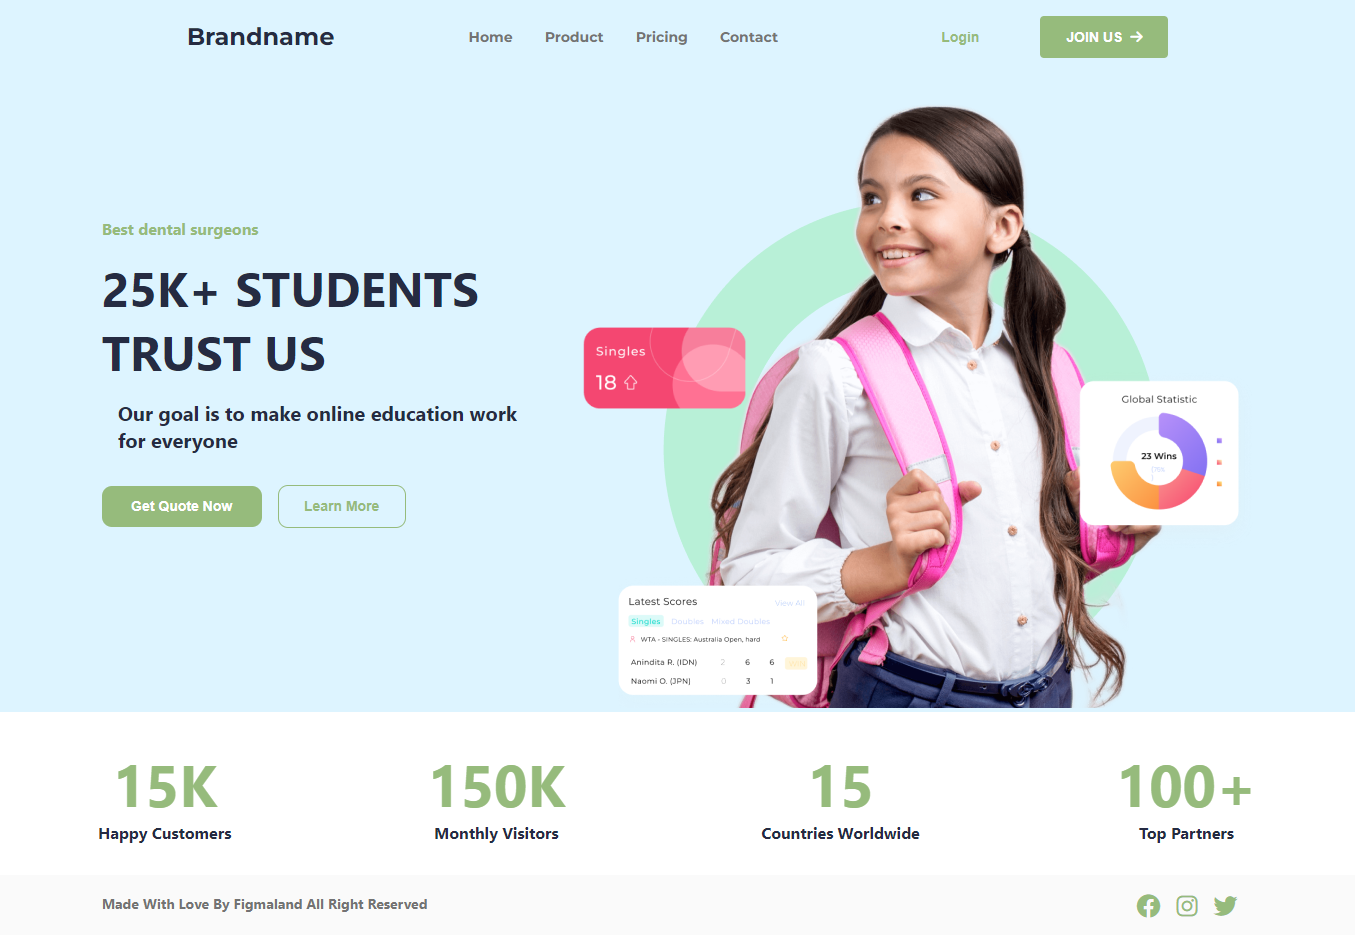 Brandname
Home Product Pricing Contact
Login
JOIN US
Best dental surgeons
25K+ STUDENTS
TRUST US
Our goal is to make online education work
for everyone
Get Quote Now
Learn More
Singles
18
Global Statistic
23 Wins
Latest Scores
View All
Singles Doubles Mixed Doubles
WTA - SINGLES: Australia Open, hard
Anindita R. (IDN) 2 6 6
Naomi O. (JPN) 0 3 1
15K
Happy Customers
150K
Monthly Visitors
15
Countries Worldwide
100+
Top Partners
Made With Love By Figmaland All Right Reserved